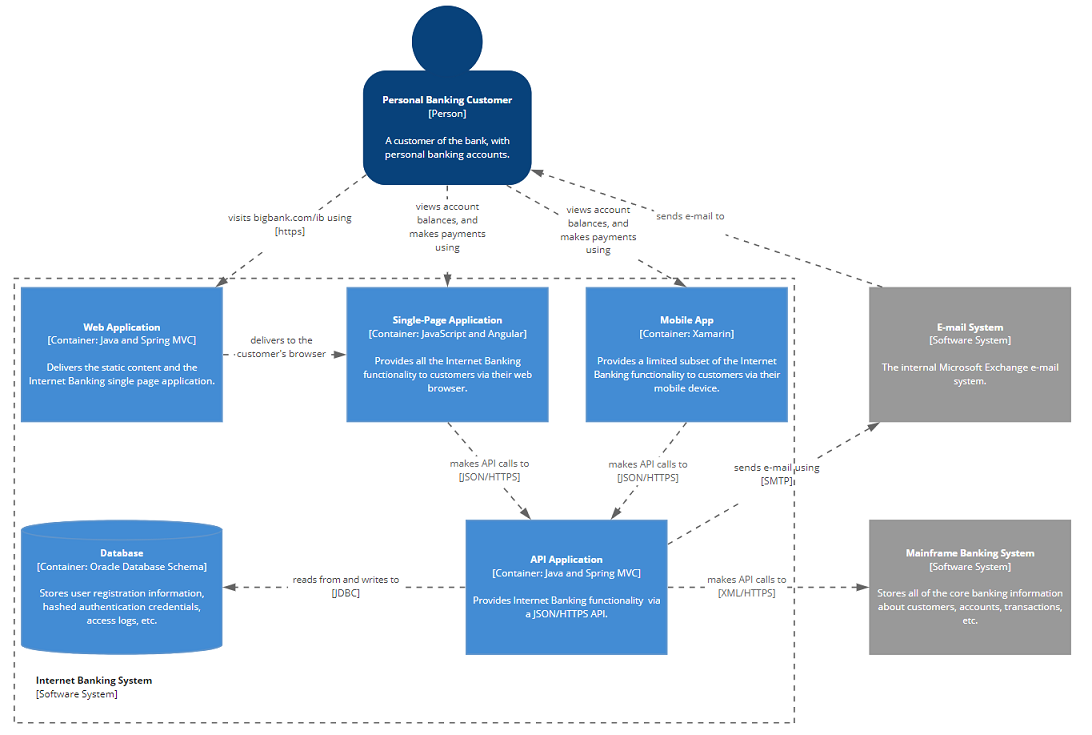 Personal Banking Customer
[Person]
A customer of the bank, with
personal banking accounts.
visits bigbank.com/ib using
[https]
views account
balances, and
makes payments
using
views account
balances, and
makes payments
using
sends e-mail to
Web Application
[Container: Java and Spring MVC]
Delivers the static content and the
Internet Banking single page application.
delivers to the
customer's browser
Single-Page Application
[Container: JavaScript and Angular]
Provides all the Internet Banking
functionality to customers via their web
browser.
Mobile App
[Container: Xamarin]
Provides a limited subset of the Internet
Banking functionality to customers via their
mobile device.
E-mail System
[Software System]
The internal Microsoft Exchange e-mail
system.
makes API calls to
[JSON/HTTPS]
makes API calls to
[JSON/HTTPS]
sends e-mail using
[SMTP]
Database
[Container: Oracle Database Schema]
Stores user registration information,
hashed authentication credentials,
access logs, etc.
reads from and writes to
[JDBC]
API Application
[Container: Java and Spring MVC]
Provides Internet Banking functionality via
a JSON/HTTPS API.
makes API calls to
[XML/HTTPS]
Mainframe Banking System
[Software System]
Stores all of the core banking information
about customers, accounts, transactions,
etc.
Internet Banking System
[Software System]